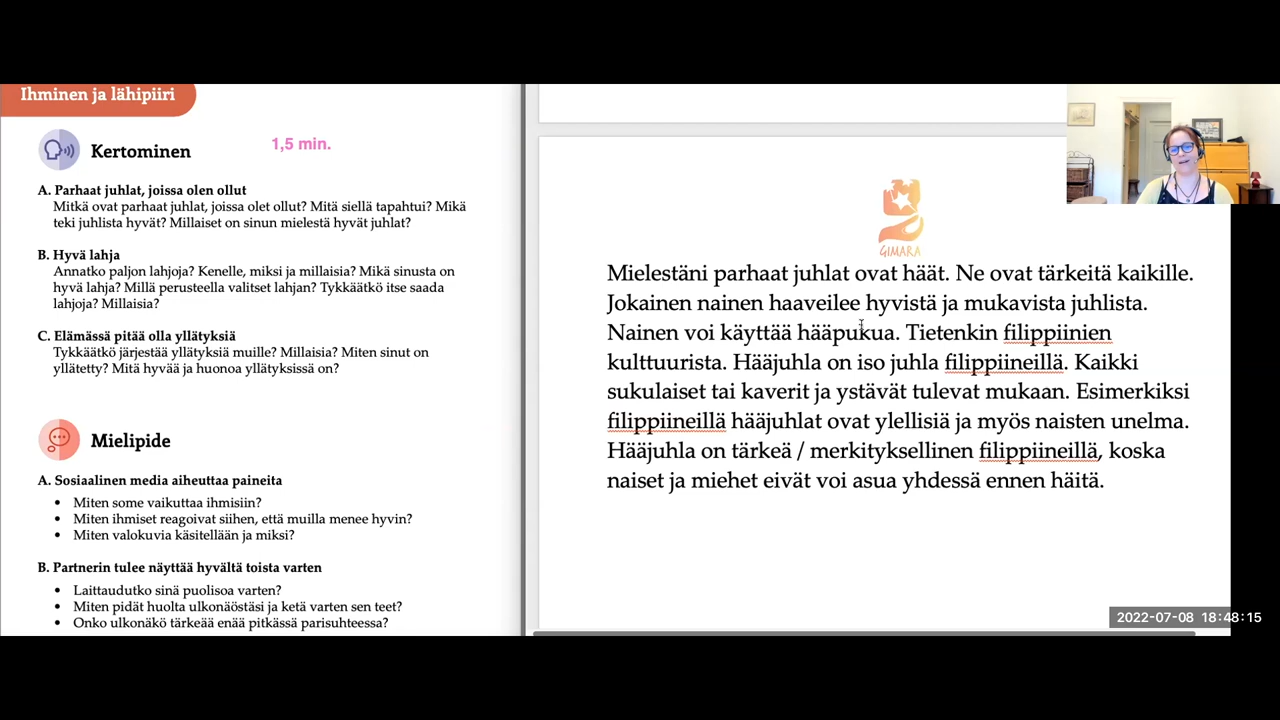 Ihminen ja lähipiiri
Kertominen
1,5 min.
A. Parhaat juhlat, joissa olen ollut
Mitkä ovat parhaat juhlat, joissa olet ollut? Mitä siellä tapahtui? Mikä
teki juhlista hyvät? Millaiset on sinun mielestä hyvät juhlat?
B. Hyvä lahja
Annatko paljon lahjoja? Kenelle, miksi ja millaisia? Mikä sinusta on
hyvä lahja? Millä perusteella valitset lahjan? Tykkäätkö itse saada
lahjoja? Millaisia?
C. Elämässä pitää olla yllätyksiä
Tykkäätkö järjestää yllätyksiä muille? Millaisia? Miten sinut on
yllätetty? Mitä hyvää ja huonoa yllätyksissä on?
Mielipide
A. Sosiaalinen media aiheuttaa paineita
• Miten some vaikuttaa ihmisiin?
• Miten ihmiset reagoivat siihen, että muilla menee hyvin?
• Miten valokuvia käsitellään ja miksi?
B. Partnerin tulee näyttää hyvältä toista varten
• Laittaudutko sinä puolisoa varten?
• Miten pidät huolta ulkonäöstäsi ja ketä varten sen teet?
• Onko ulkonäkö tärkeää enää pitkässä parisuhteessa?
GIMARA
Mielestäni parhaat juhlat ovat häät. Ne ovat tärkeitä kaikille.
Jokainen nainen haaveilee hyvistä ja mukavista juhlista.
Nainen voi käyttää hääpukua. Tietenkin filippiinien
kulttuurista. Hääjuhla on iso juhla filippiineillä. Kaikki
sukulaiset tai kaverit ja ystävät tulevat mukaan. Esimerkiksi
filippiineillä hääjuhlat ovat ylellisiä ja myös naisten unelma.
Hääjuhla on tärkeä / merkityksellinen filippiineillä, koska
naiset ja miehet eivät voi asua yhdessä ennen häitä.
2022-07-08 18:48:15